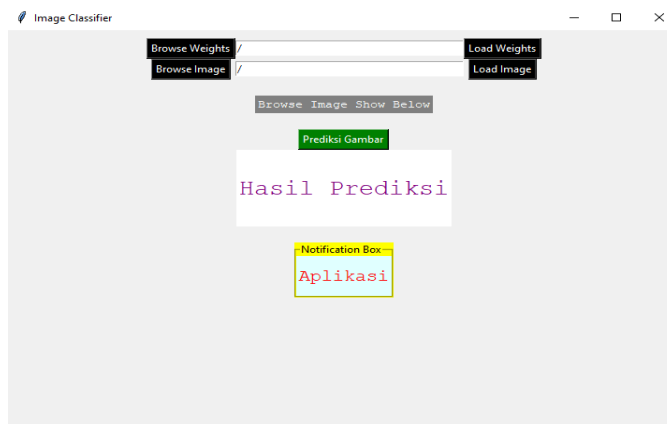 Image Classifier
Browse Weights / Load Weights
Browse Image / Load Image
Browse Image Show Below
Prediksi Gambar
Hasil Prediksi
Notification Box
Aplikasi